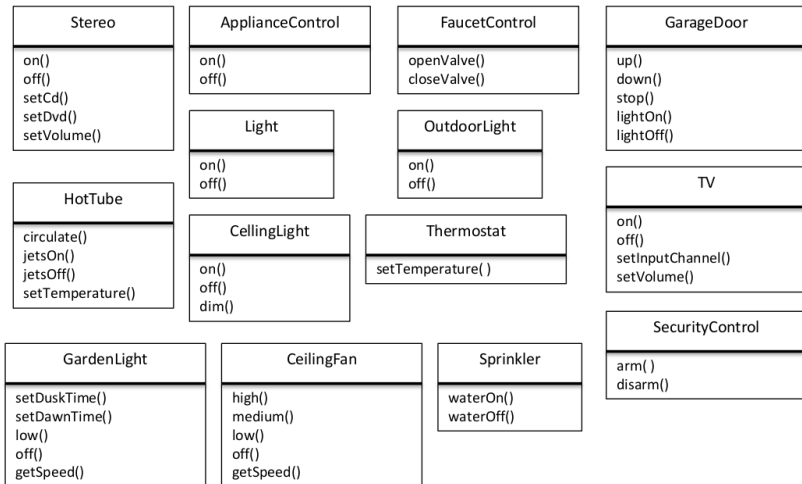 Stereo
on()
off()
setCd()
setDvd()
setVolume()
ApplianceControl
on()
off()
FaucetControl
openValve()
closeValve()
GarageDoor
up()
down()
stop()
lightOn()
lightOff()
Light
on()
off()
OutdoorLight
on()
off()
HotTube
circulate()
jetsOn()
jetsOff()
setTemperature()
CellingLight
on()
off()
dim()
Thermostat
setTemperature( )
TV
on()
off()
setInputChannel()
setVolume()
SecurityControl
arm( )
disarm()
GardenLight
setDuskTime()
setDawnTime()
low()
off()
getSpeed()
CeilingFan
high()
medium()
low()
off()
getSpeed()
Sprinkler
waterOn()
waterOff()